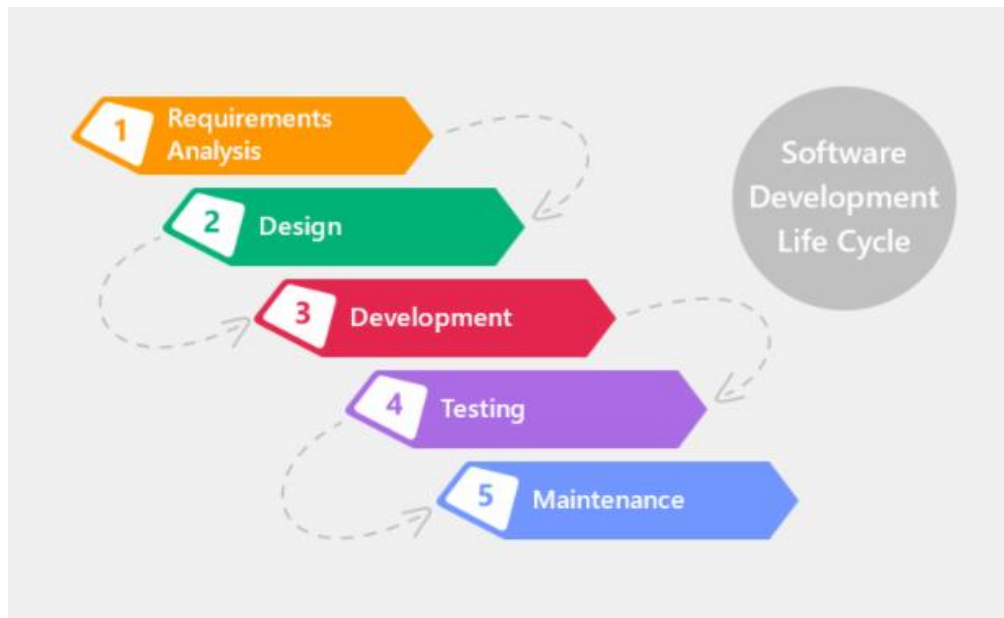 1
Requirements
Analysis
2
Design
3
Development
4
Testing
5
Maintenance
Software
Development
Life Cycle